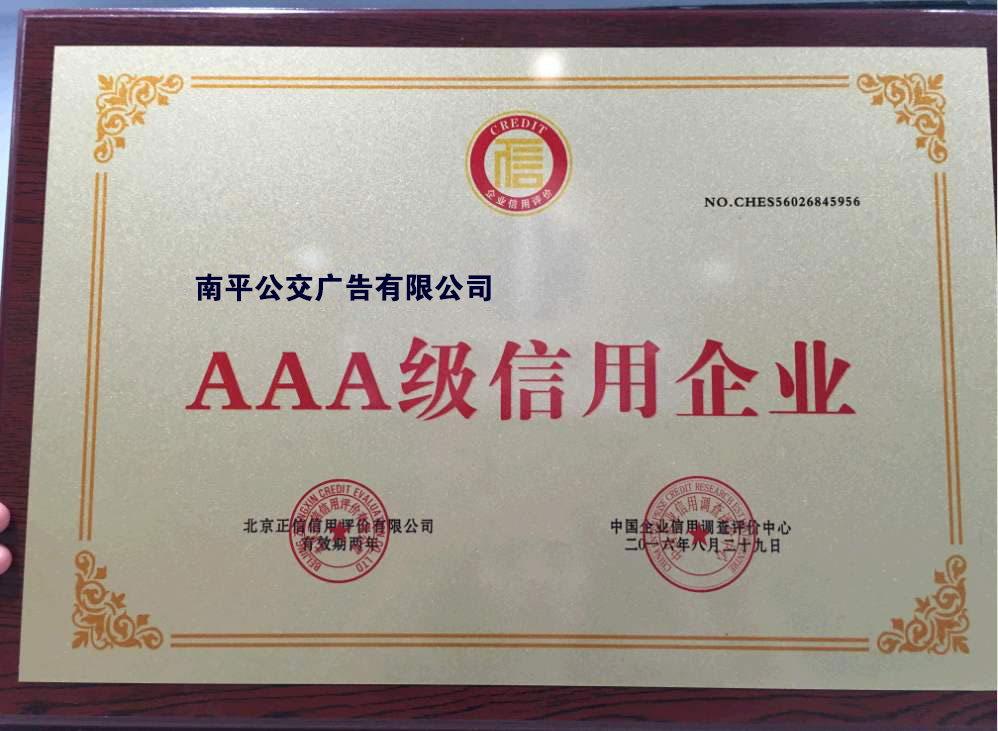 CREDIT
信
企业信用评价
NO.CHES56026845956
南平公交广告有限公司
AAA级信用企业
北京正信信用评价有限公司
有效期两年
中国企业信用调查评价中心
二〇一六年八月三十九日